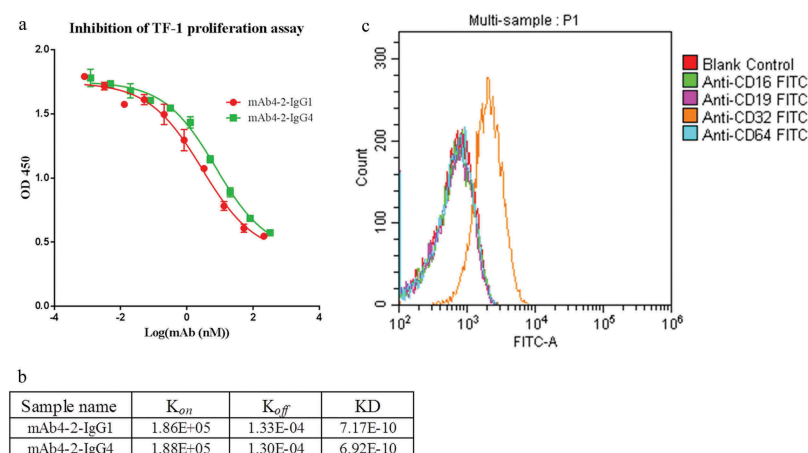 a
Inhibition of TF-1 proliferation assay
2.0
1.5
1.0
0.5
0.0
OD 450
mAb4-2-IgG1
mAb4-2-IgG4
-4
-2
0
2
4
Log(mAb (nM))
c
Multi-sample : P1
300
200
100
0
Count
10² 10³ 10⁴ 10⁵ 10⁶
FITC-A
Blank Control
Anti-CD16 FITC
Anti-CD19 FITC
Anti-CD32 FITC
Anti-CD64 FITC
b
Sample name Kon Koff KD
mAb4-2-IgG1 1.86E+05 1.33E-04 7.17E-10
mAb4-2-IgG4 1.88E+05 1.30E-04 6.92E-10